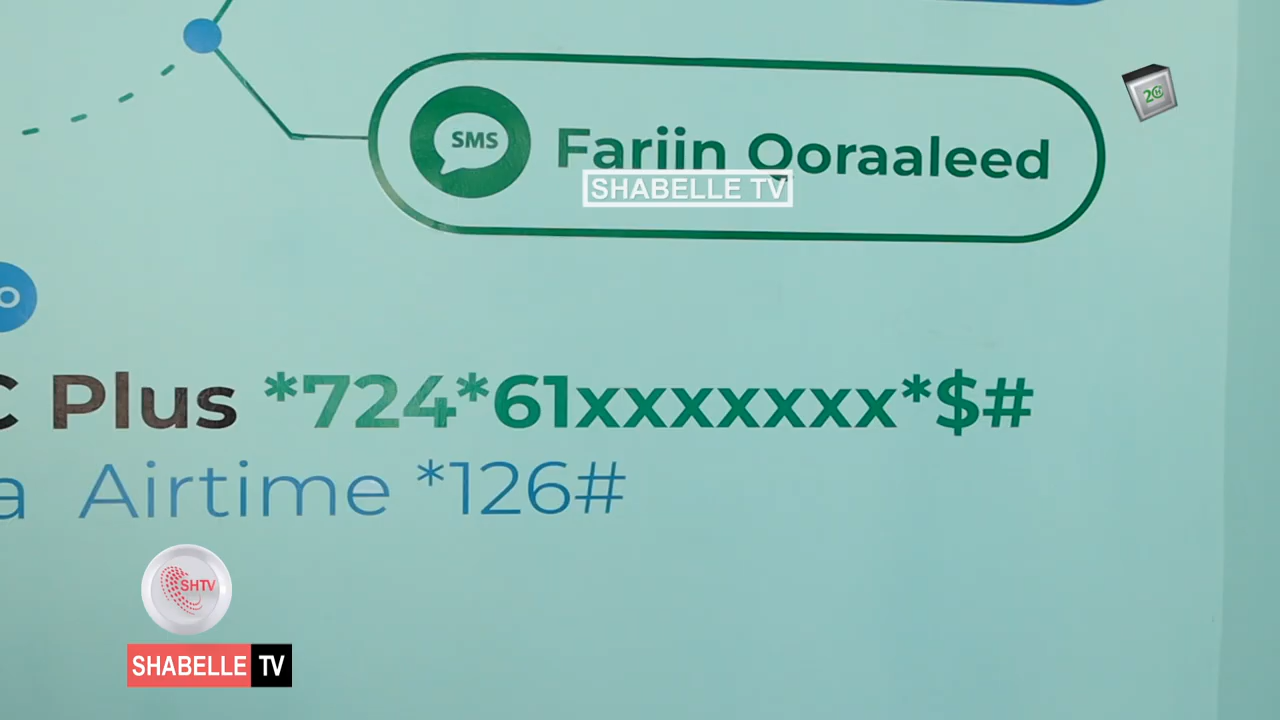 SMS
Fariin Qoraaleed
SHABELLE TV
C Plus *724*61xxxxxxx*$#
a Airtime *126#
SHTV
SHABELLE TV